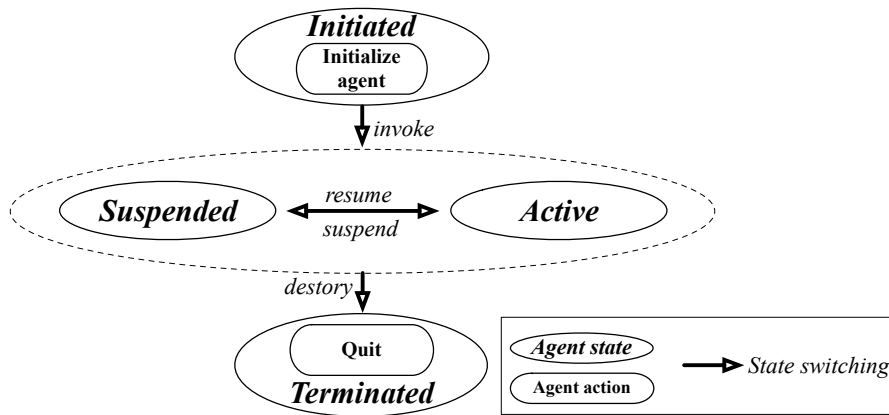 Initiated
Initialize
agent
invoke
Suspended
resume
suspend
Active
destory
Quit
Terminated
Agent state
Agent action
State switching